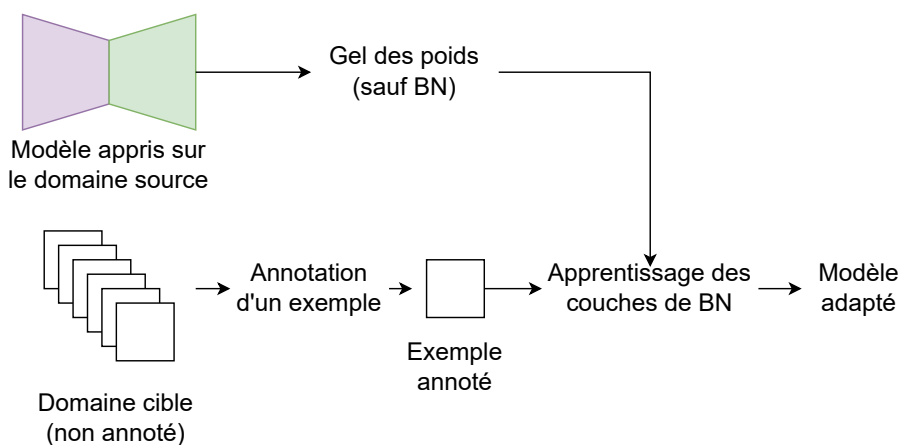 Gel des poids
(sauf BN)
Modèle appris sur
le domaine source
Annotation
d'un exemple
Apprentissage des
couches de BN
Modèle
adapté
Exemple
annoté
Domaine cible
(non annoté)